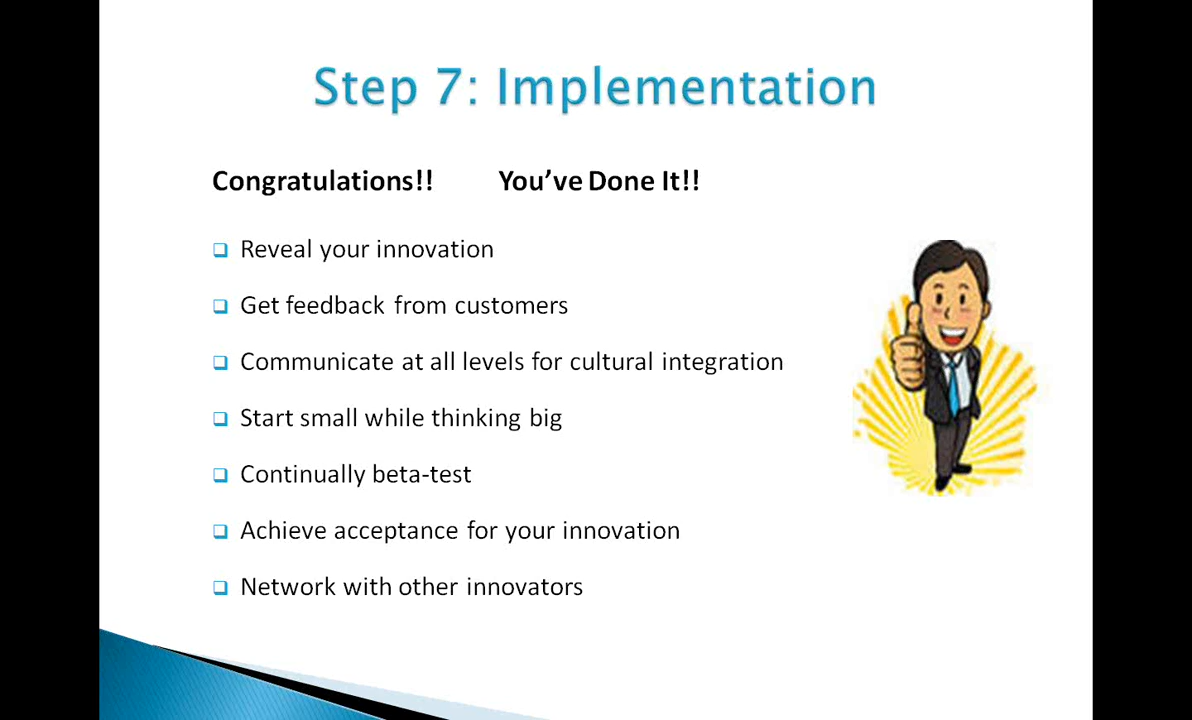 Step 7: Implementation
Congratulations!! You’ve Done It!!
Reveal your innovation
Get feedback from customers
Communicate at all levels for cultural integration
Start small while thinking big
Continually beta-test
Achieve acceptance for your innovation
Network with other innovators